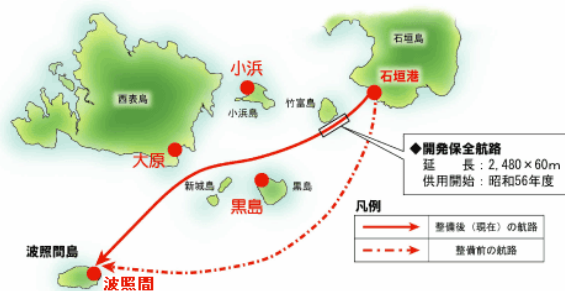 石垣島
小浜
石垣港
西表島
竹富島
小浜島
大原
◆開発保全航路
延　　長：2,480×60m
供用開始：昭和56年度
新城島
黒島
黒島
凡例
整備後（現在）の航路
整備前の航路
波照間島
波照間